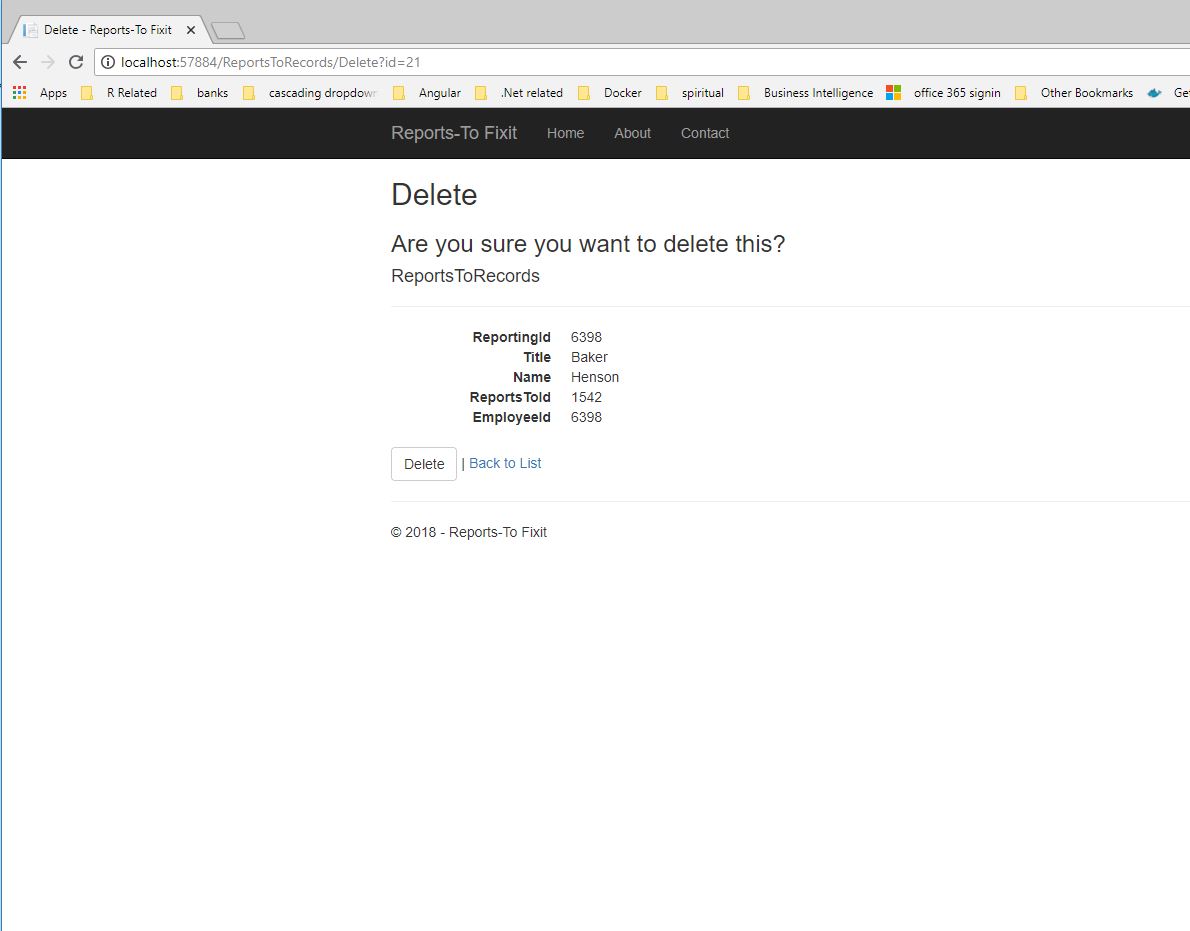 Delete - Reports-To Fixit
localhost:57884/ReportsToRecords/Delete?id=21
Apps R Related banks cascading dropdown Angular .Net related Docker spiritual Business Intelligence office 365 signin Other Bookmarks
Reports-To Fixit Home About Contact
Delete
Are you sure you want to delete this?
ReportsToRecords
ReportingId 6398
Title Baker
Name Henson
ReportsToId 1542
EmployeeId 6398
Delete | Back to List
© 2018 - Reports-To Fixit